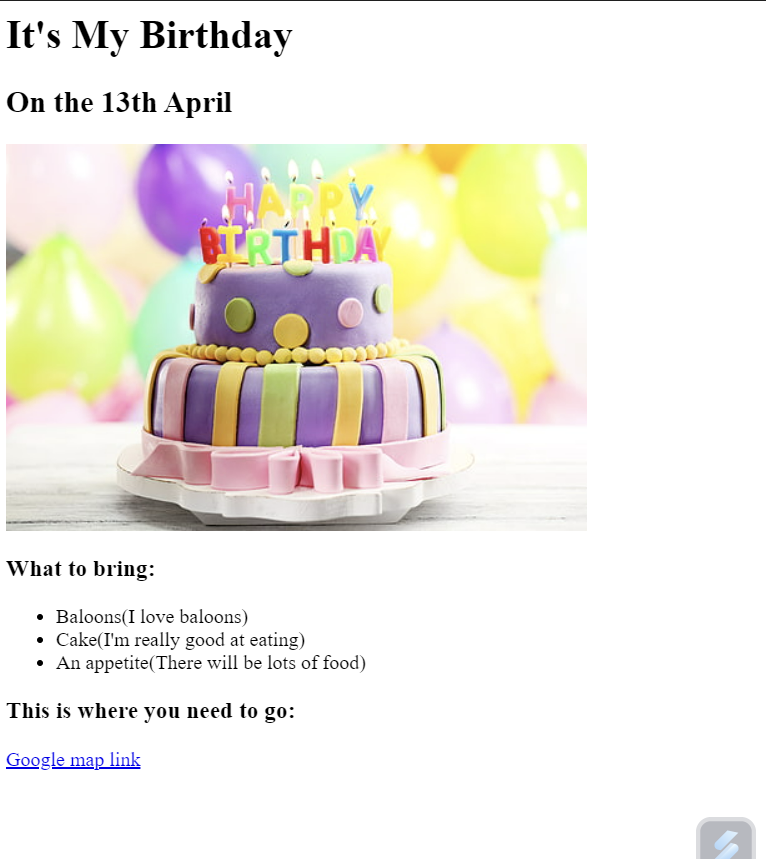 It's My Birthday
On the 13th April
HAPPY
BIRTHDAY
What to bring:
Baloons(I love baloons)
Cake(I'm really good at eating)
An appetite(There will be lots of food)
This is where you need to go:
Google map link